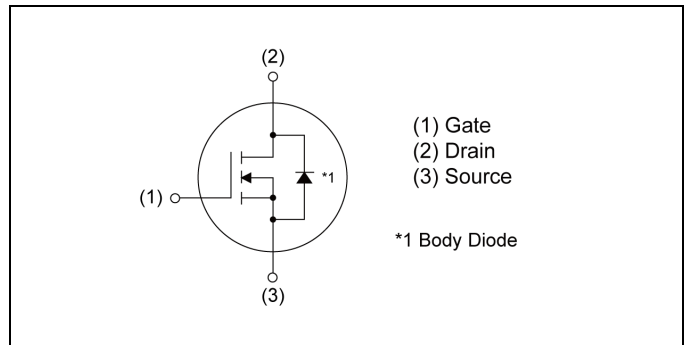 (2)
(1) Gate
(2) Drain
(3) Source
*1
(1)
*1 Body Diode
(3)